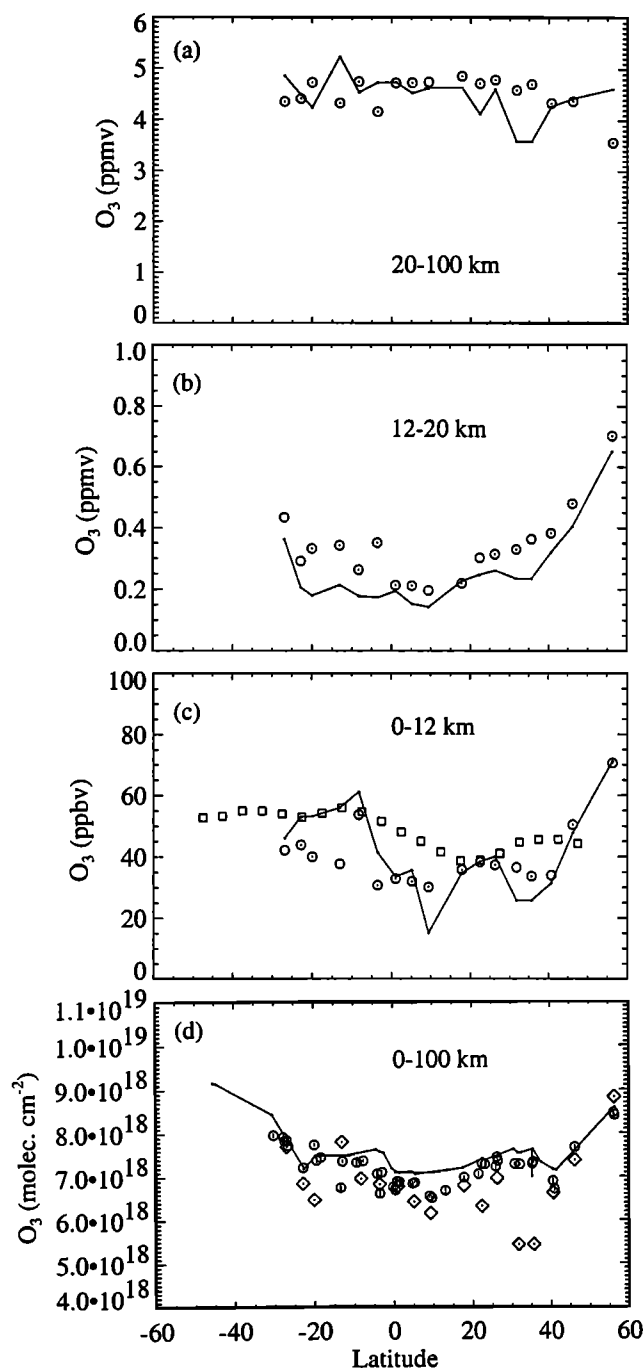 6
(a)
5
4
O3 (ppmv)
3
2
20-100 km
1
0
1.0
(b)
0.8
12-20 km
0.6
O3 (ppmv)
0.4
0.2
0.0
100
(c)
0-12 km
80
60
O3 (ppbv)
40
20
0
1.1•10^19
(d)
1.0•10^19
0-100 km
9.0•10^18
8.0•10^18
O3 (molec. cm^-2)
7.0•10^18
6.0•10^18
5.0•10^18
4.0•10^18
-60 -40 -20 0 20 40 60
Latitude